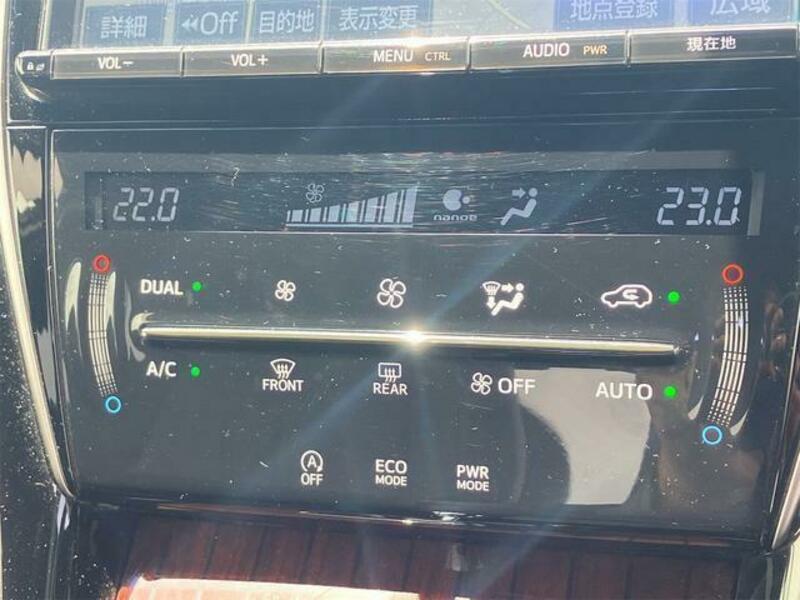 詳細 Off 目的地 表示変更 地点登録 広域
VOL− VOL+ MENU CTRL AUDIO PWR 現在地
22.0 nanoe 23.0
DUAL
A/C FRONT REAR OFF AUTO
A OFF ECO MODE PWR MODE